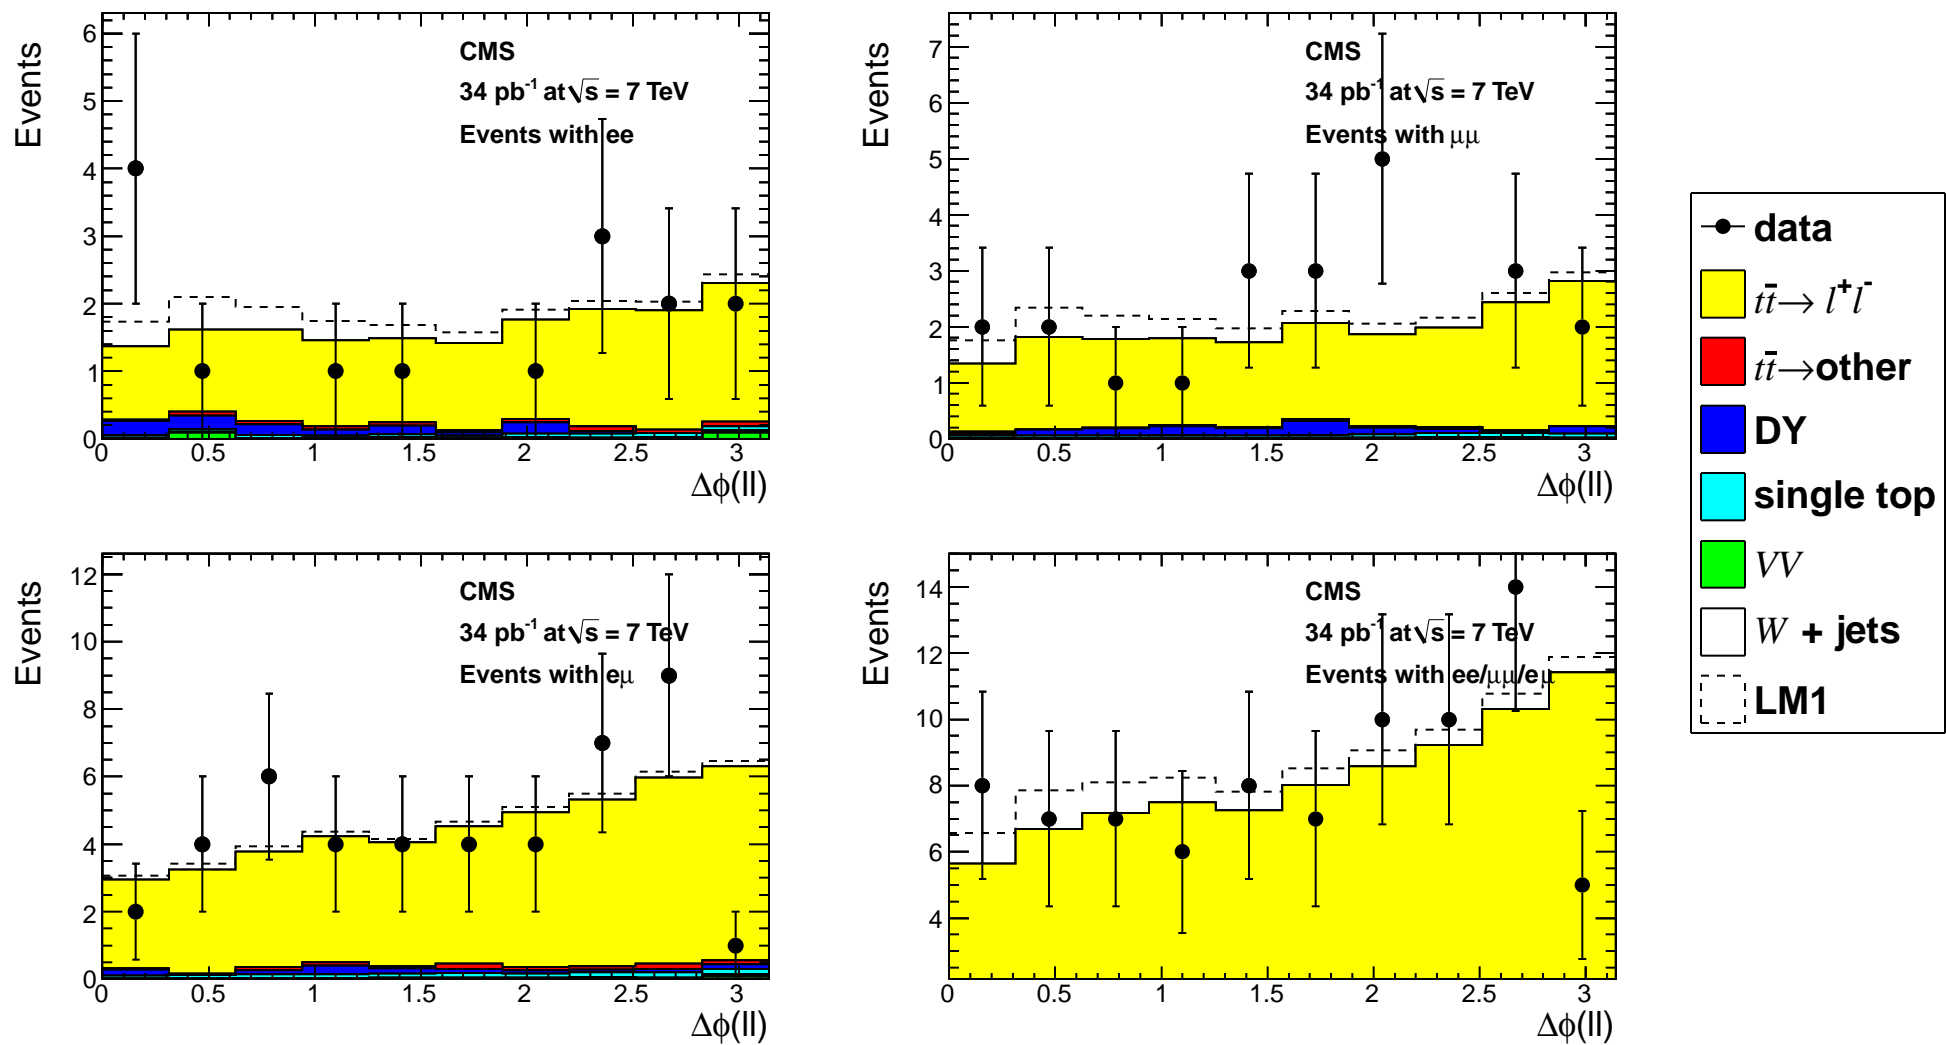 Events
6
5
4
3
2
1
0
CMS
34 pb⁻¹ at √s = 7 TeV
Events with ee
0 0.5 1 1.5 2 2.5 3
Δϕ(ll)
Events
7
6
5
4
3
2
1
0
CMS
34 pb⁻¹ at √s = 7 TeV
Events with μμ
0 0.5 1 1.5 2 2.5 3
Δϕ(ll)
Events
12
10
8
6
4
2
0
CMS
34 pb⁻¹ at √s = 7 TeV
Events with eμ
0 0.5 1 1.5 2 2.5 3
Δϕ(ll)
Events
14
12
10
8
6
4
CMS
34 pb⁻¹ at √s = 7 TeV
Events with ee/μμ/eμ
0 0.5 1 1.5 2 2.5 3
Δϕ(ll)
data
tt̄→ l⁺l⁻
tt̄→other
DY
single top
VV
W + jets
LM1